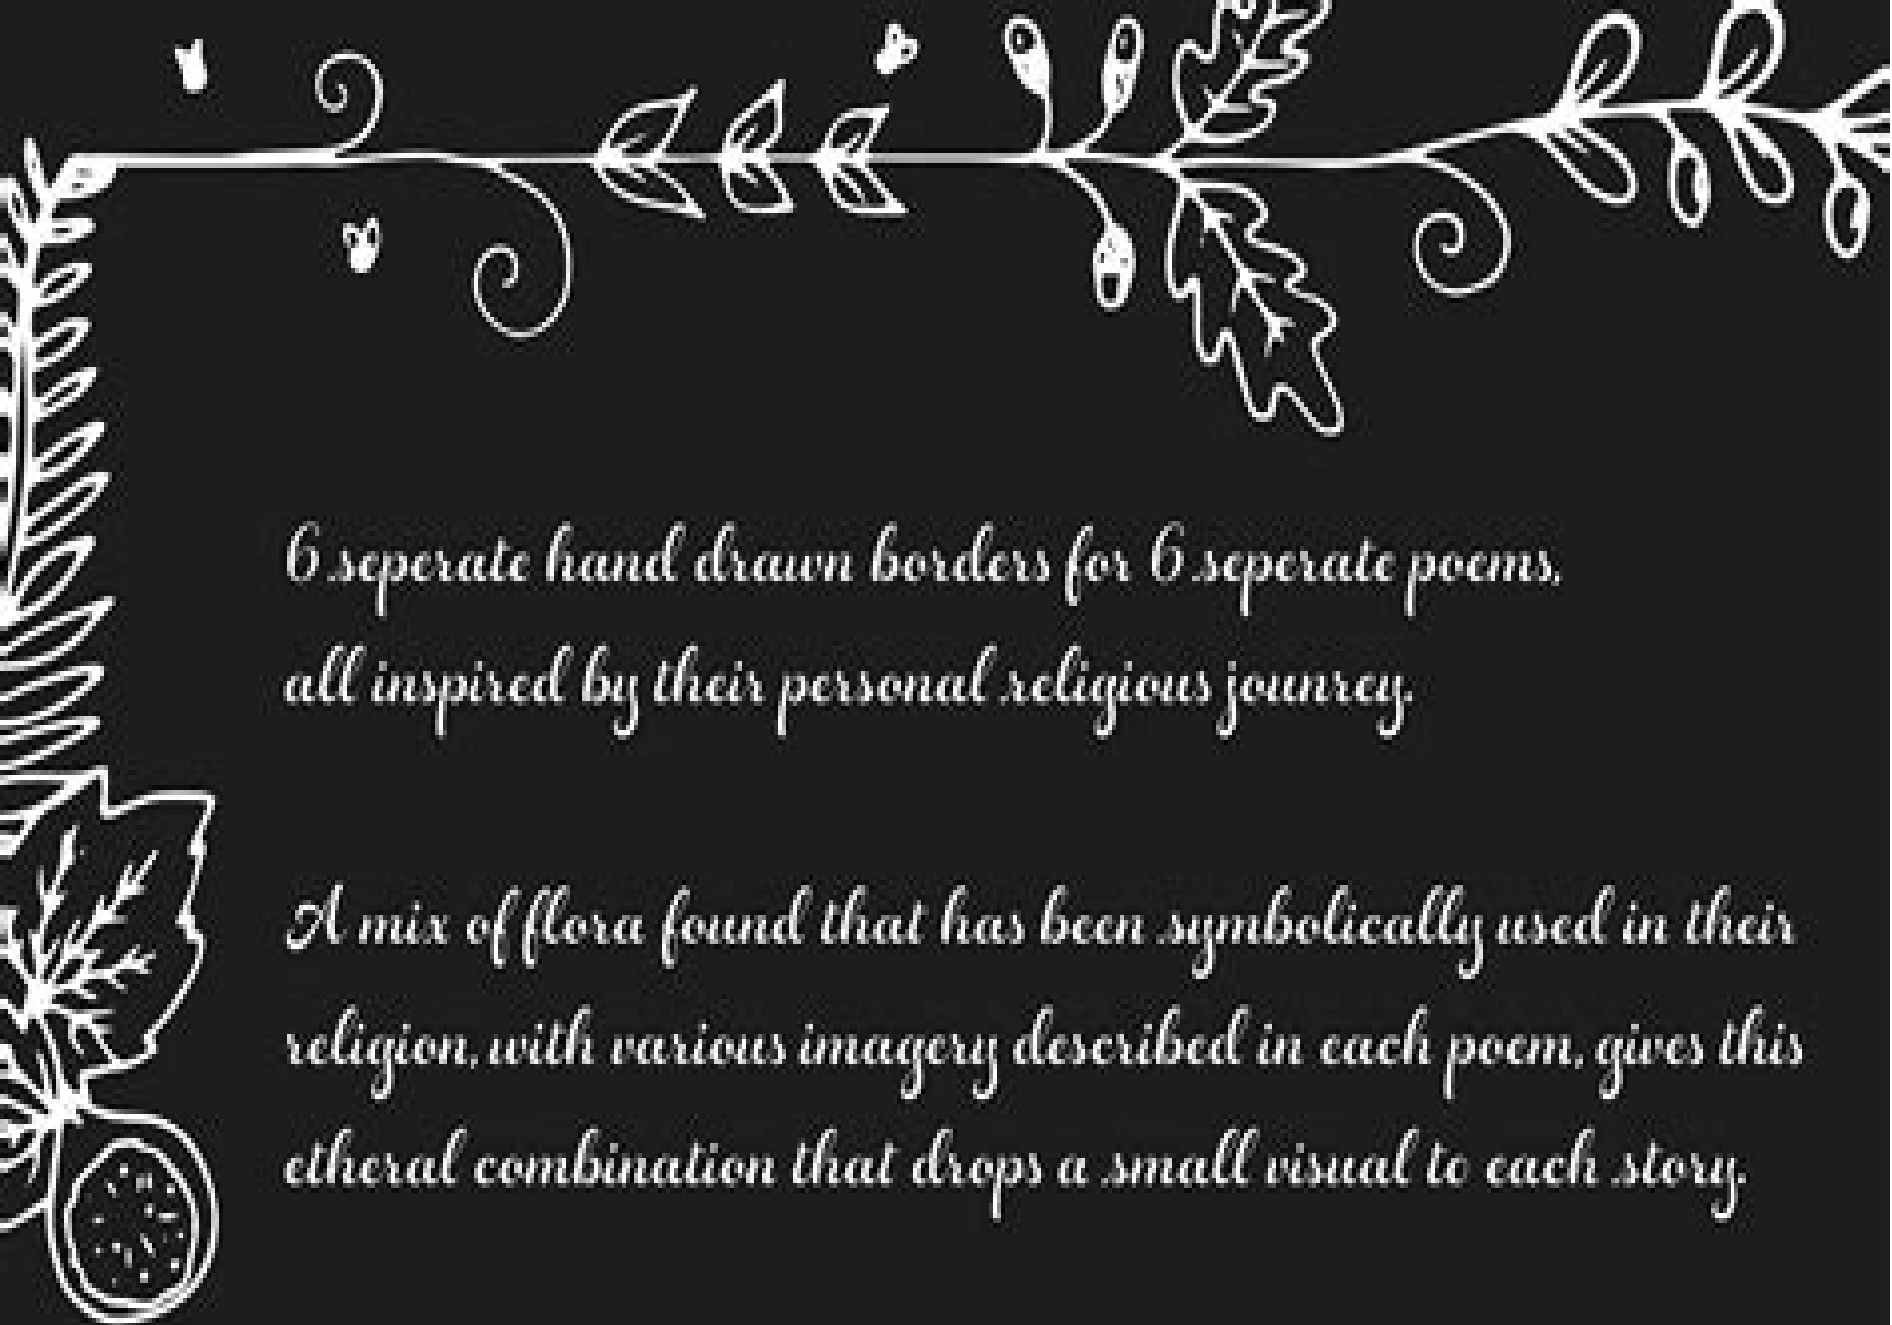 6 seperate hand drawn borders for 6 seperate poems,
all inspired by their personal religious jounrey.
A mix of flora found that has been symbolically used in their
religion, with various imagery described in each poem, gives this
etheral combination that drops a small visual to each story.